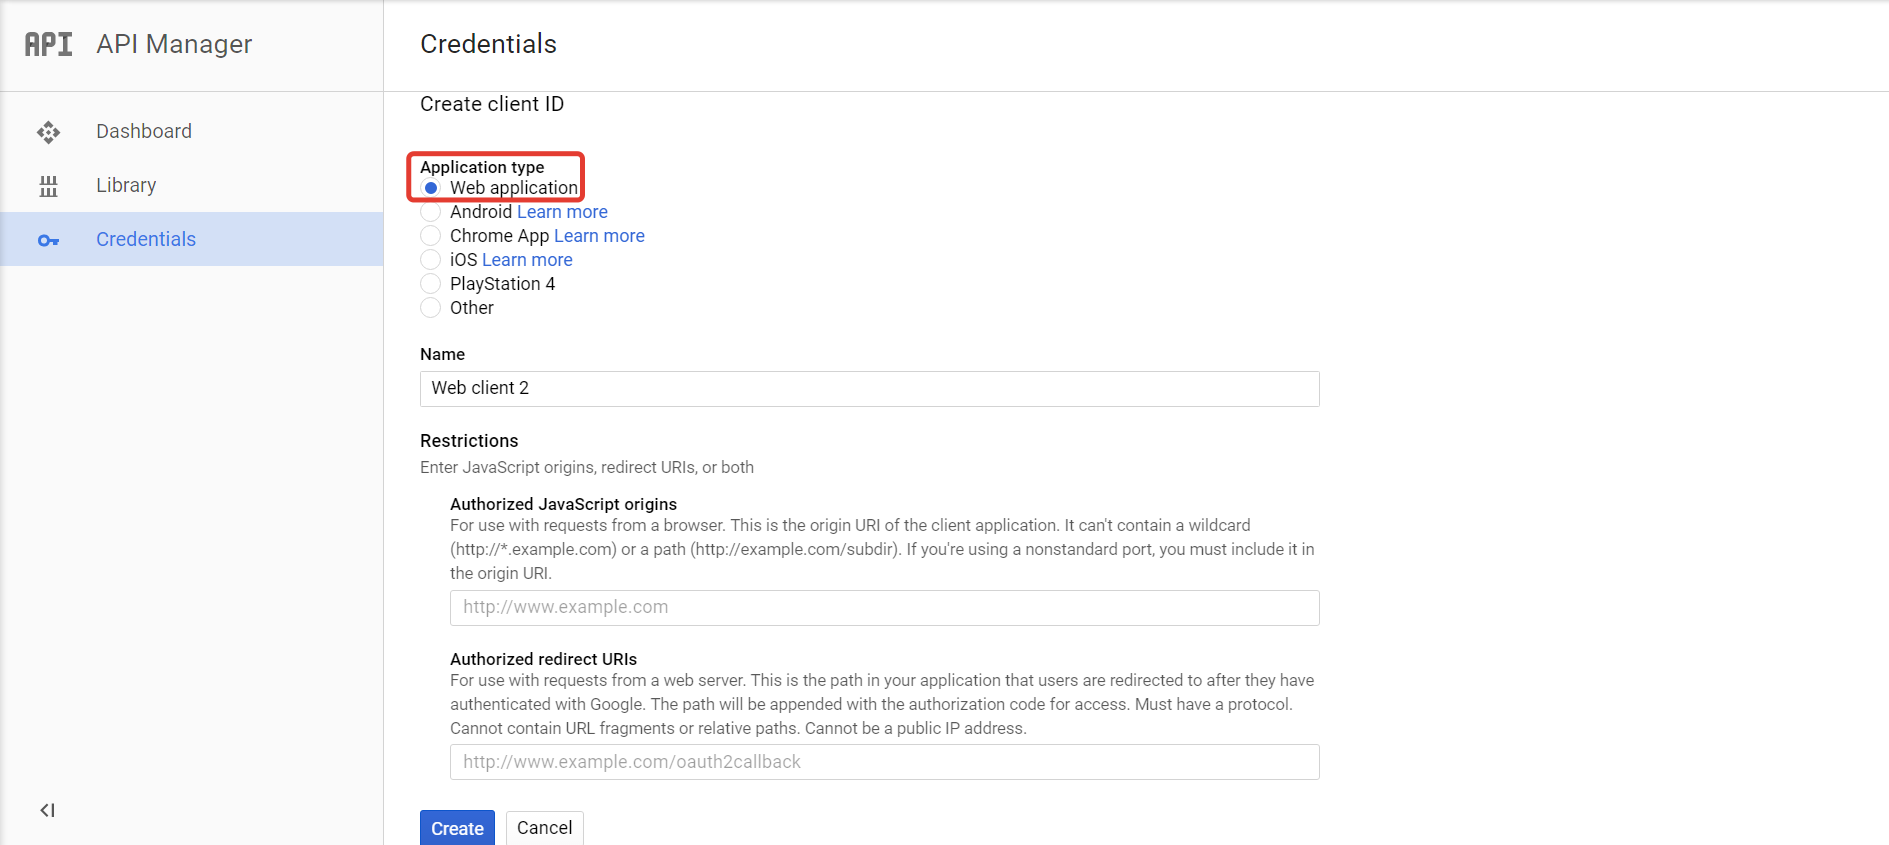 API API Manager
Credentials
Dashboard
Library
Credentials
Create client ID
Application type
Web application
Android Learn more
Chrome App Learn more
iOS Learn more
PlayStation 4
Other
Name
Web client 2
Restrictions
Enter JavaScript origins, redirect URIs, or both
Authorized JavaScript origins
For use with requests from a browser. This is the origin URI of the client application. It can't contain a wildcard
(http://*.example.com) or a path (http://example.com/subdir). If you're using a nonstandard port, you must include it in
the origin URI.
http://www.example.com
Authorized redirect URIs
For use with requests from a web server. This is the path in your application that users are redirected to after they have
authenticated with Google. The path will be appended with the authorization code for access. Must have a protocol.
Cannot contain URL fragments or relative paths. Cannot be a public IP address.
http://www.example.com/oauth2callback
Create Cancel